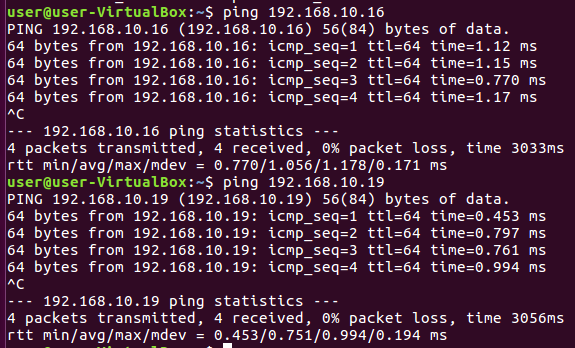 user@user-VirtualBox:~$ ping 192.168.10.16
PING 192.168.10.16 (192.168.10.16) 56(84) bytes of data.
64 bytes from 192.168.10.16: icmp_seq=1 ttl=64 time=1.12 ms
64 bytes from 192.168.10.16: icmp_seq=2 ttl=64 time=1.15 ms
64 bytes from 192.168.10.16: icmp_seq=3 ttl=64 time=0.770 ms
64 bytes from 192.168.10.16: icmp_seq=4 ttl=64 time=1.17 ms
^C
--- 192.168.10.16 ping statistics ---
4 packets transmitted, 4 received, 0% packet loss, time 3033ms
rtt min/avg/max/mdev = 0.770/1.056/1.178/0.171 ms
user@user-VirtualBox:~$ ping 192.168.10.19
PING 192.168.10.19 (192.168.10.19) 56(84) bytes of data.
64 bytes from 192.168.10.19: icmp_seq=1 ttl=64 time=0.453 ms
64 bytes from 192.168.10.19: icmp_seq=2 ttl=64 time=0.797 ms
64 bytes from 192.168.10.19: icmp_seq=3 ttl=64 time=0.761 ms
64 bytes from 192.168.10.19: icmp_seq=4 ttl=64 time=0.994 ms
^C
--- 192.168.10.19 ping statistics ---
4 packets transmitted, 4 received, 0% packet loss, time 3056ms
rtt min/avg/max/mdev = 0.453/0.751/0.994/0.194 ms